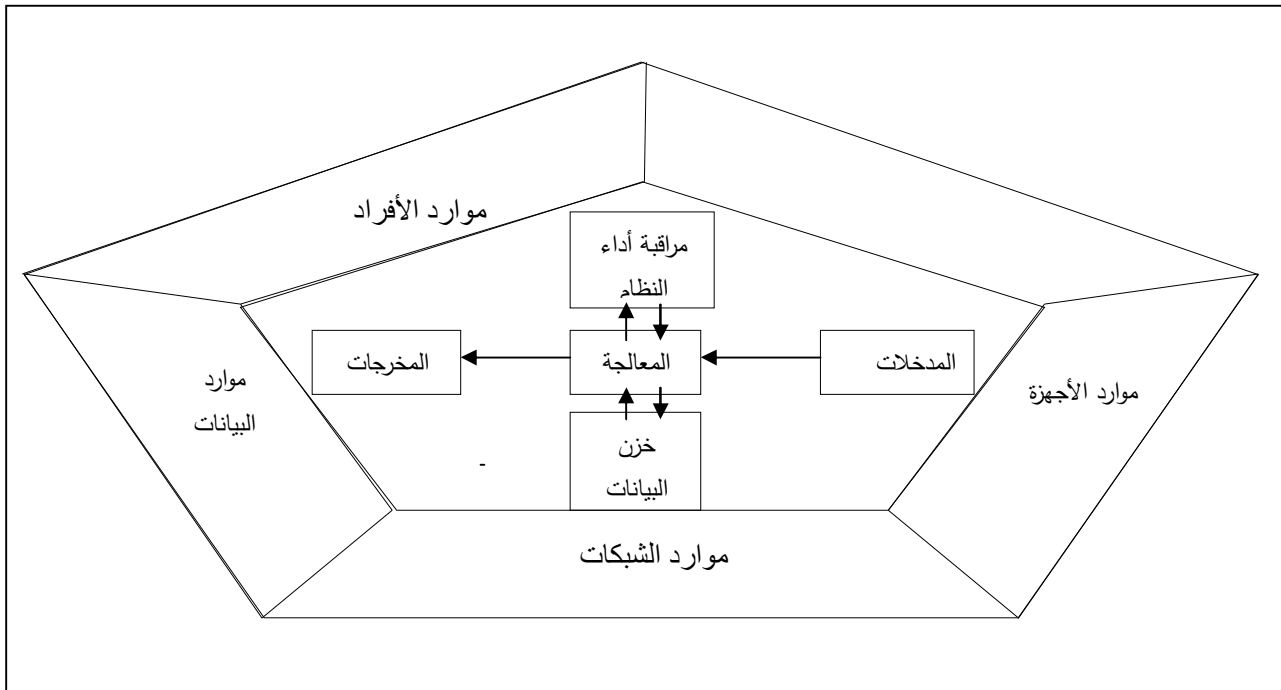 موارد الأفراد
مراقبة أداء
النظام
المدخلات
المعالجة
المخرجات
موارد الأجهزة
موارد
البيانات
خزن
البيانات
-
موارد الشبكات